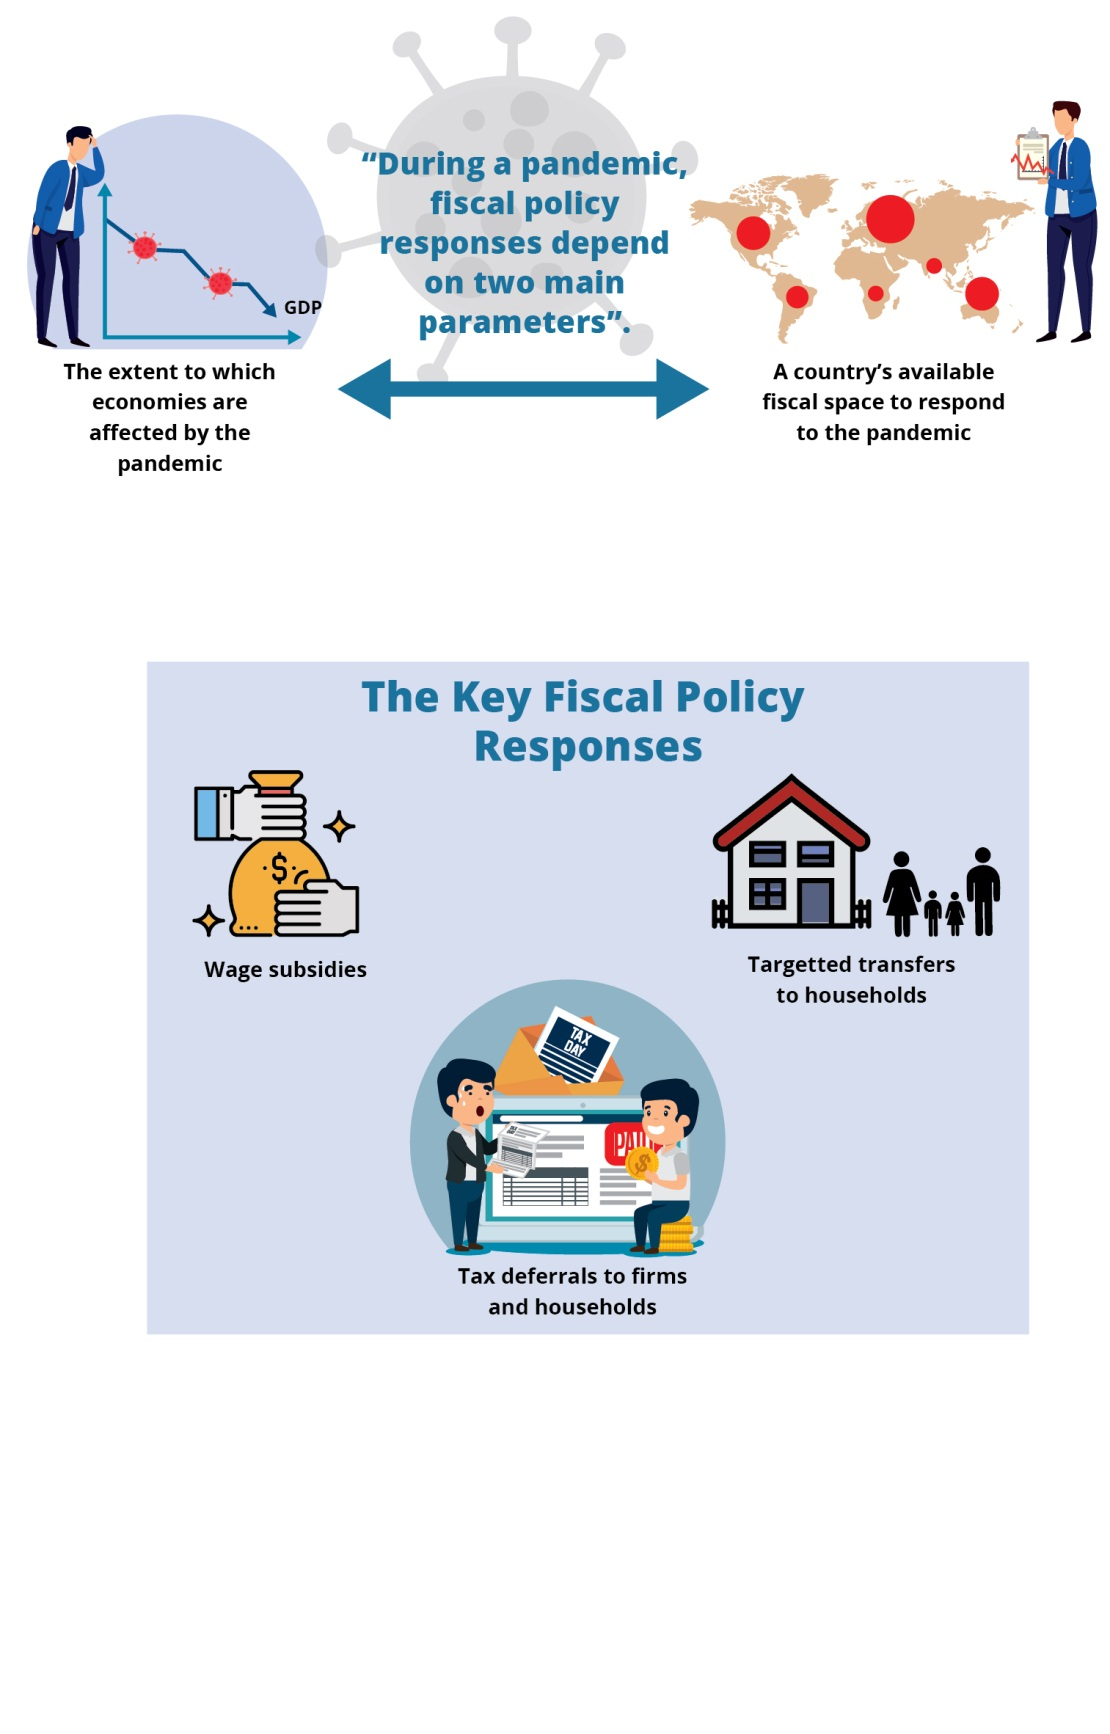 “During a pandemic,
fiscal policy
responses depend
on two main
parameters”.
GDP
The extent to which
economies are
affected by the
pandemic
A country’s available
fiscal space to respond
to the pandemic
The Key Fiscal Policy
Responses
$
Wage subsidies
Targetted transfers
to households
TAX
DAY
PAI
$
Tax deferrals to firms
and households